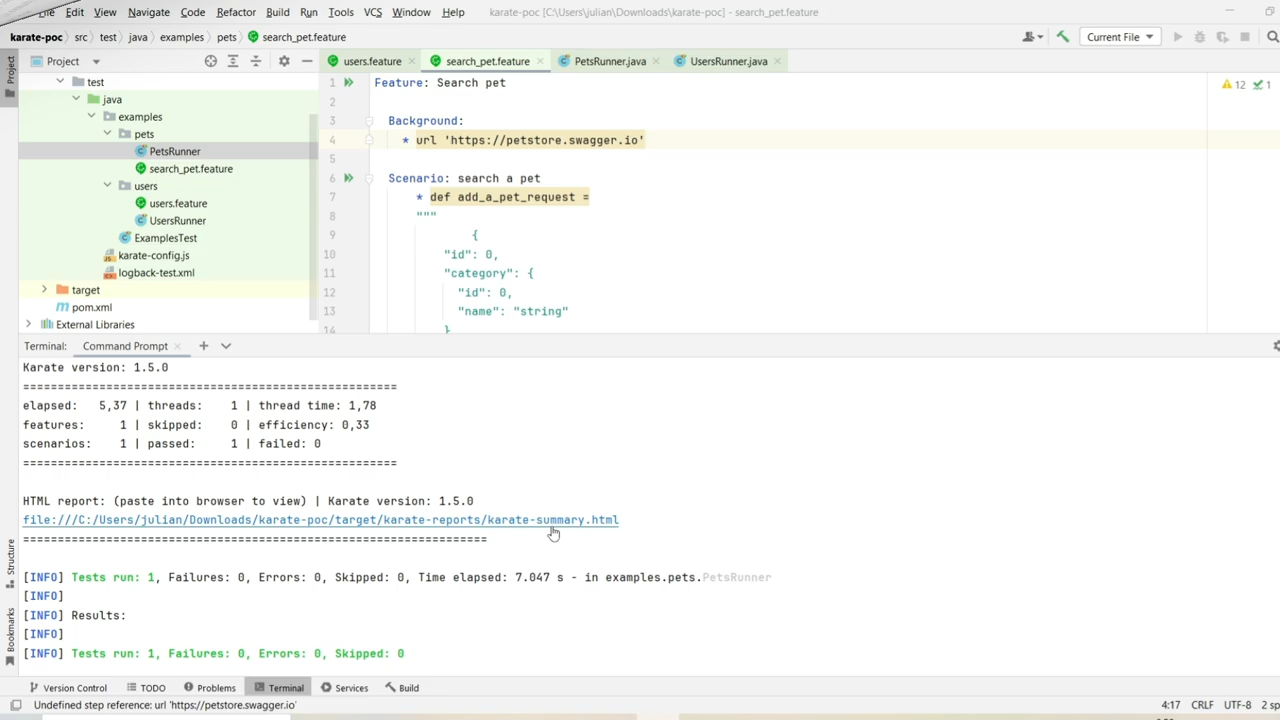 File Edit View Navigate Code Refactor Build Run Tools VCS Window Help karate-poc [C:\Users\julian\Downloads\karate-poc] - search_pet.feature
karate-poc src test java examples pets search_pet.feature Current File
Project
Project
users.feature search_pet.feature PetsRunner.java UsersRunner.java
test
java
examples
pets
PetsRunner
search_pet.feature
users
users.feature
UsersRunner
ExamplesTest
karate-config.js
logback-test.xml
target
pom.xml
External Libraries
12 1
1 Feature: Search pet
2
3 Background:
4 * url 'https://petstore.swagger.io'
5
6 Scenario: search a pet
7 * def add_a_pet_request =
8 """
9 {
10 "id": 0,
11 "category": {
12 "id": 0,
13 "name": "string"
14 }
Terminal: Command Prompt
Karate version: 1.5.0
======================================================
elapsed: 5,37 | threads: 1 | thread time: 1,78
features: 1 | skipped: 0 | efficiency: 0,33
scenarios: 1 | passed: 1 | failed: 0
======================================================
HTML report: (paste into browser to view) | Karate version: 1.5.0
file:///C:/Users/julian/Downloads/karate-poc/target/karate-reports/karate-summary.html
===================================================================
[INFO] Tests run: 1, Failures: 0, Errors: 0, Skipped: 0, Time elapsed: 7.047 s - in examples.pets.PetsRunner
[INFO]
[INFO] Results:
[INFO]
[INFO] Tests run: 1, Failures: 0, Errors: 0, Skipped: 0
Structure
Bookmarks
Version Control TODO Problems Terminal Services Build
Undefined step reference: url 'https://petstore.swagger.io' 4:17 CRLF UTF-8 2 sp